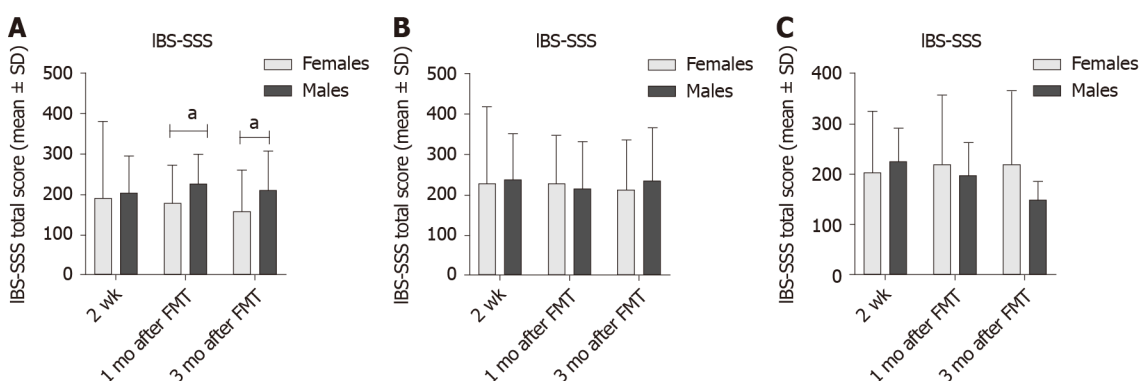 A
IBS-SSS
IBS-SSS total score (mean ± SD)
500
400
300
200
100
0
Females
Males
a
a
2 wk
1 mo after FMT
3 mo after FMT
B
IBS-SSS
IBS-SSS total score (mean ± SD)
500
400
300
200
100
0
Females
Males
2 wk
1 mo after FMT
3 mo after FMT
C
IBS-SSS
IBS-SSS total score (mean ± SD)
400
300
200
100
0
Females
Males
2 wk
1 mo after FMT
3 mo after FMT